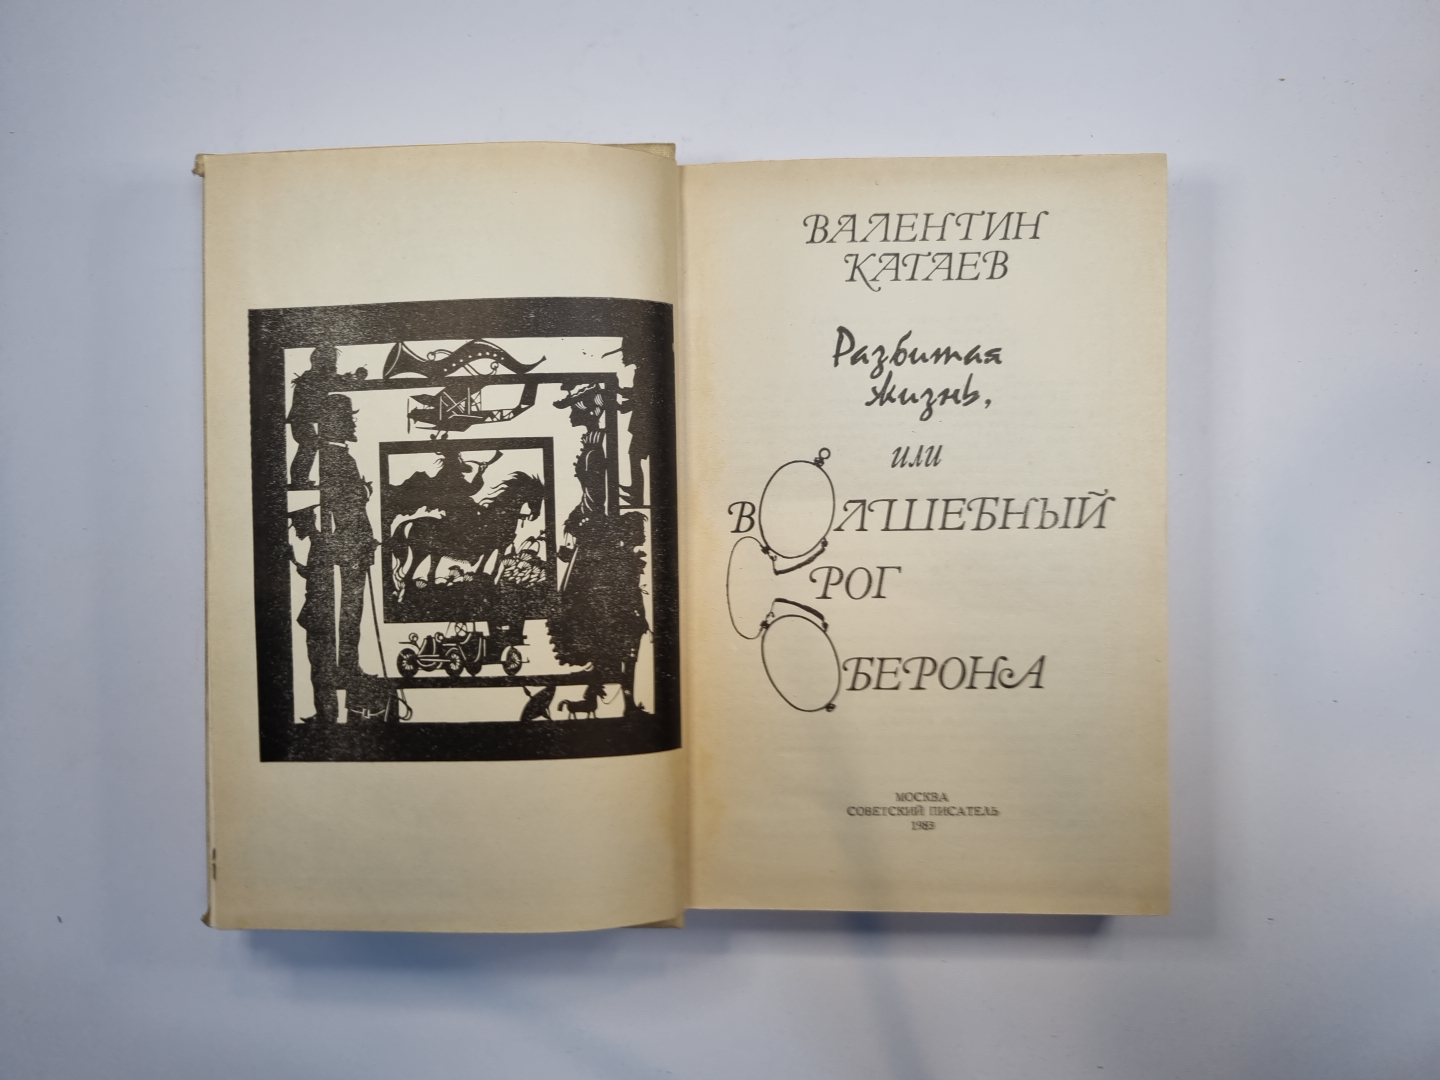 ВАЛЕНТИН
КАТАЕВ
Разбитая
жизнь,
или
ВОЛШЕБНЫЙ
РОГ
ОБЕРОНА
МОСКВА
СОВЕТСКИЙ ПИСАТЕЛЬ
1983